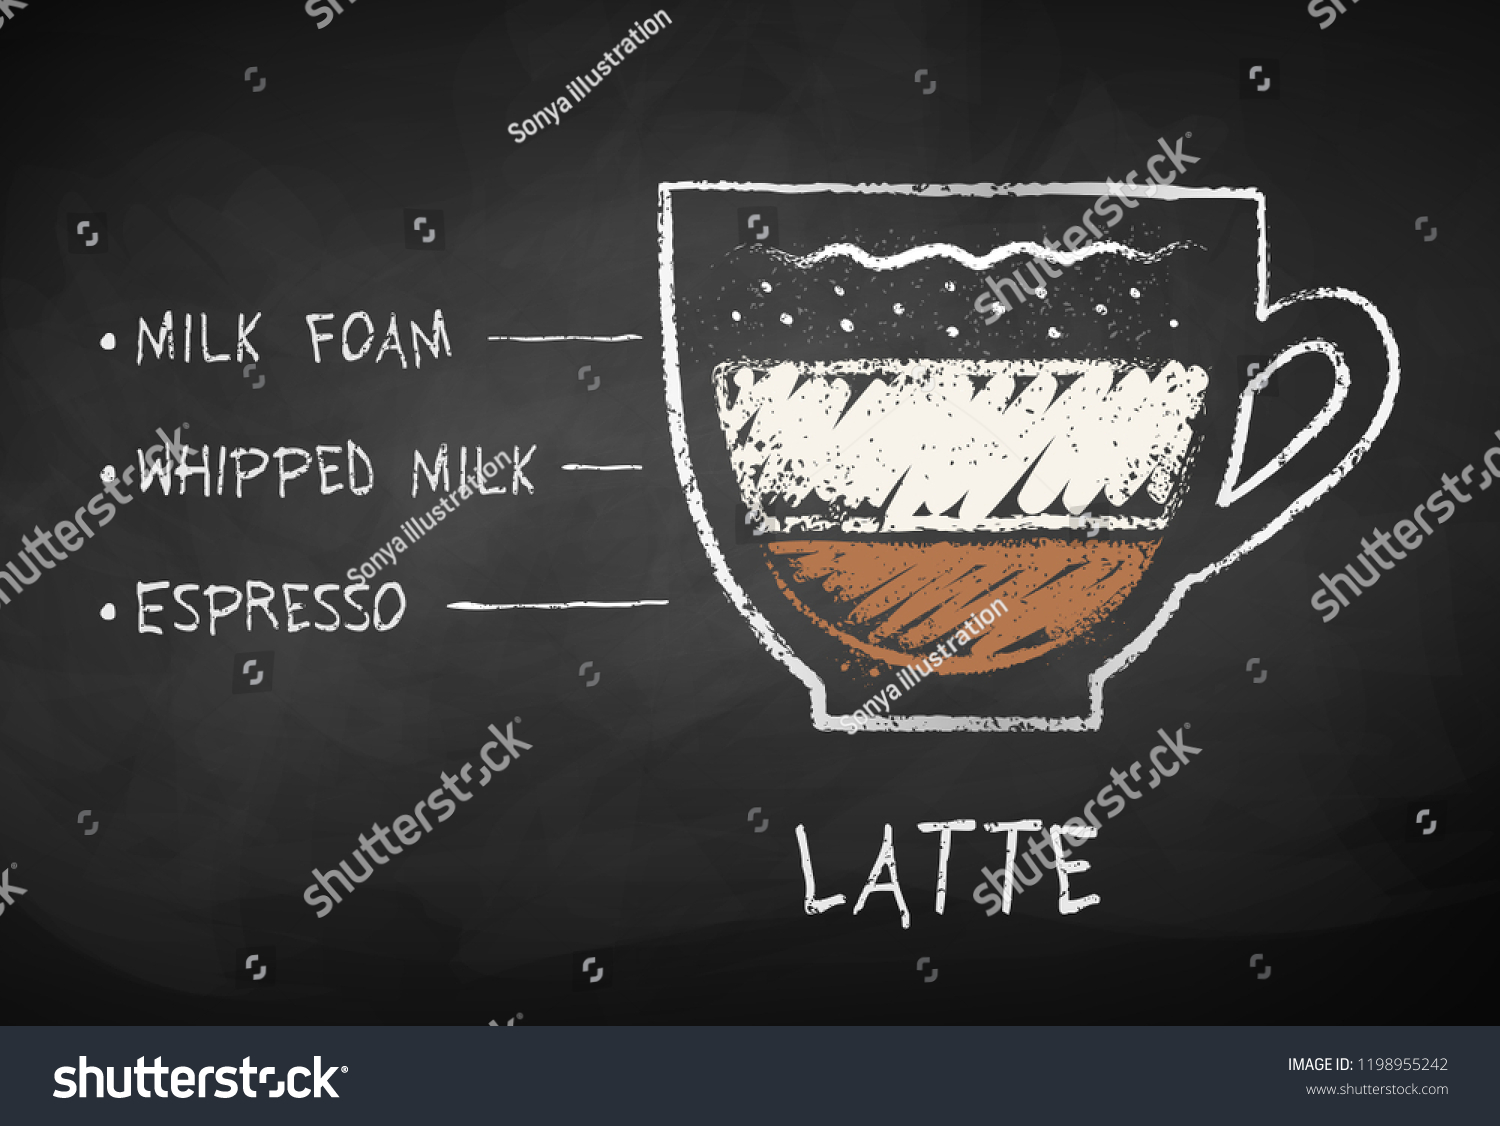 Sonya illustration
shutterstock
• MILK FOAM
• WHIPPED MILK
Sonya illustration
shutterstock
shutterstock
• ESPRESSO
Sonya illustration
shutterstock
shutterstock
LATTE
shutterstock
IMAGE ID: 1198955242
www.shutterstock.com